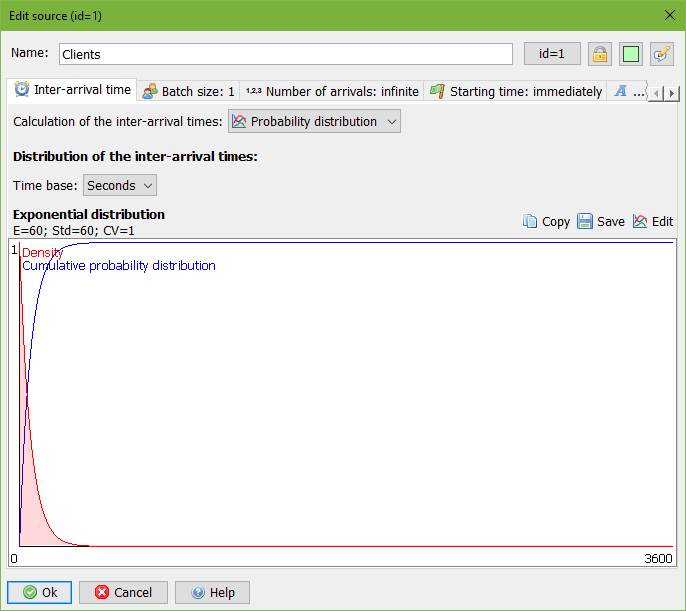 Edit source (id=1)
Name: Clients id=1
Inter-arrival time Batch size: 1 1,2,3 Number of arrivals: infinite Starting time: immediately A ...
Calculation of the inter-arrival times: Probability distribution
Distribution of the inter-arrival times:
Time base: Seconds
Exponential distribution
E=60; Std=60; CV=1
Copy Save Edit
1
Density
Cumulative probability distribution
0 3600
Ok Cancel Help